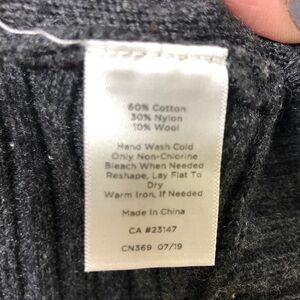 60% Cotton
30% Nylon
10% Wool
Hand Wash Cold
Only Non-Chlorine
Bleach When Needed
Reshape, Lay Flat To
Dry
Warm Iron, If Needed
Made In China
CA #23147
CN369 07/19